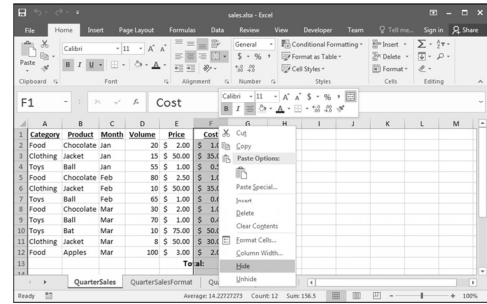 sales.xlsx - Excel
File Home Insert Page Layout Formulas Data Review View Developer Team Tell me... Sign in Share
Paste Calibri 11 A A General Conditional Formatting Insert
B I U $ % , Format as Table Delete
Cell Styles Format
Clipboard Font Alignment Number Styles Cells Editing
F1 Cost
Calibri 11 A A $ % ,
B I A
A B C D E F G H I J K L M
1 Category Product Month Volume Price Cost
2 Food Chocolate Jan 20 $ 2.00 $
3 Clothing Jacket Jan 15 $ 50.00 $
4 Toys Ball Jan 55 $ 1.00 $
5 Food Chocolate Feb 80 $ 2.50 $
6 Clothing Jacket Feb 10 $ 50.00 $
7 Toys Ball Feb 65 $ 1.00 $
8 Food Chocolate Mar 30 $ 2.00 $
9 Toys Ball Mar 70 $ 1.00 $
10 Toys Bat Mar 10 $ 75.00 $
11 Clothing Jacket Mar 8 $ 50.00 $
12 Food Apples Mar 100 $ 3.00 $
13 Total:
Cut
Copy
Paste Options:
Paste Special...
Insert
Delete
Clear Contents
Format Cells...
Column Width...
Hide
Unhide
QuarterSales QuarterSalesFormat
Ready Average: 14.22727273 Count: 12 Sum: 156.5 100%